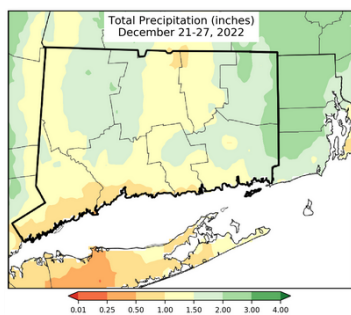 Total Precipitation (inches)
December 21-27, 2022
0.01 0.25 0.50 1.00 1.50 2.00 3.00 4.00